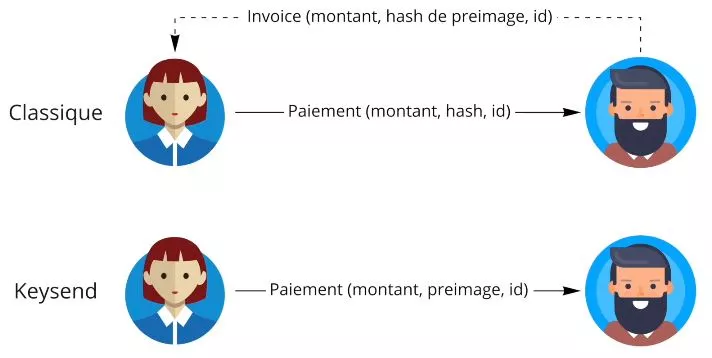 Invoice (montant, hash de preimage, id)
Classique
Paiement (montant, hash, id)
Keysend
Paiement (montant, preimage, id)